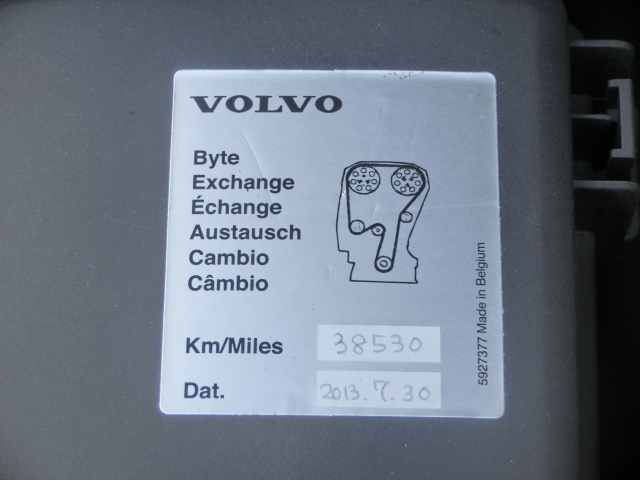 VOLVO
Byte
Exchange
Échange
Austausch
Cambio
Câmbio
Km/Miles 38530
Dat. 2013.7.30
5927377 Made in Belgium